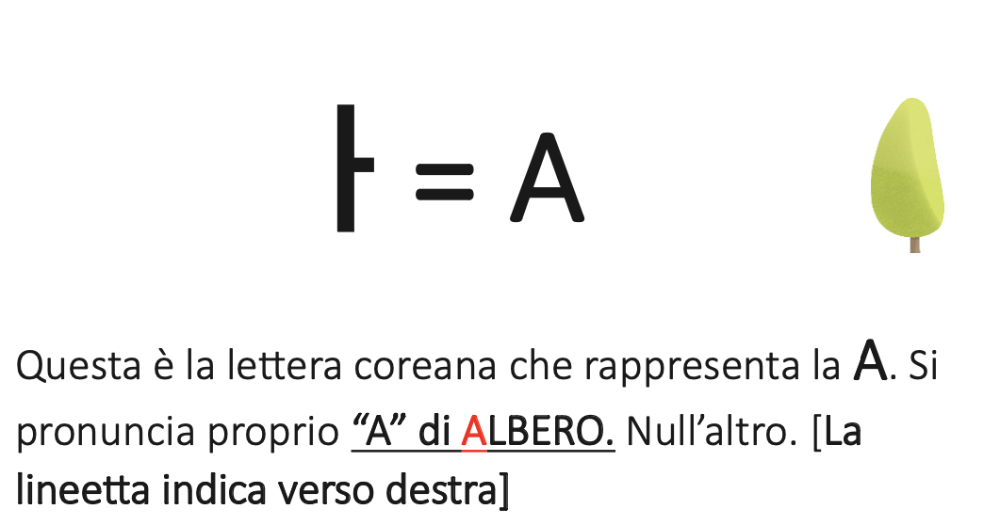 ㅏ = A
Questa è la lettera coreana che rappresenta la A. Si
pronuncia proprio “A” di ALBERO. Null’altro. [La
lineetta indica verso destra]